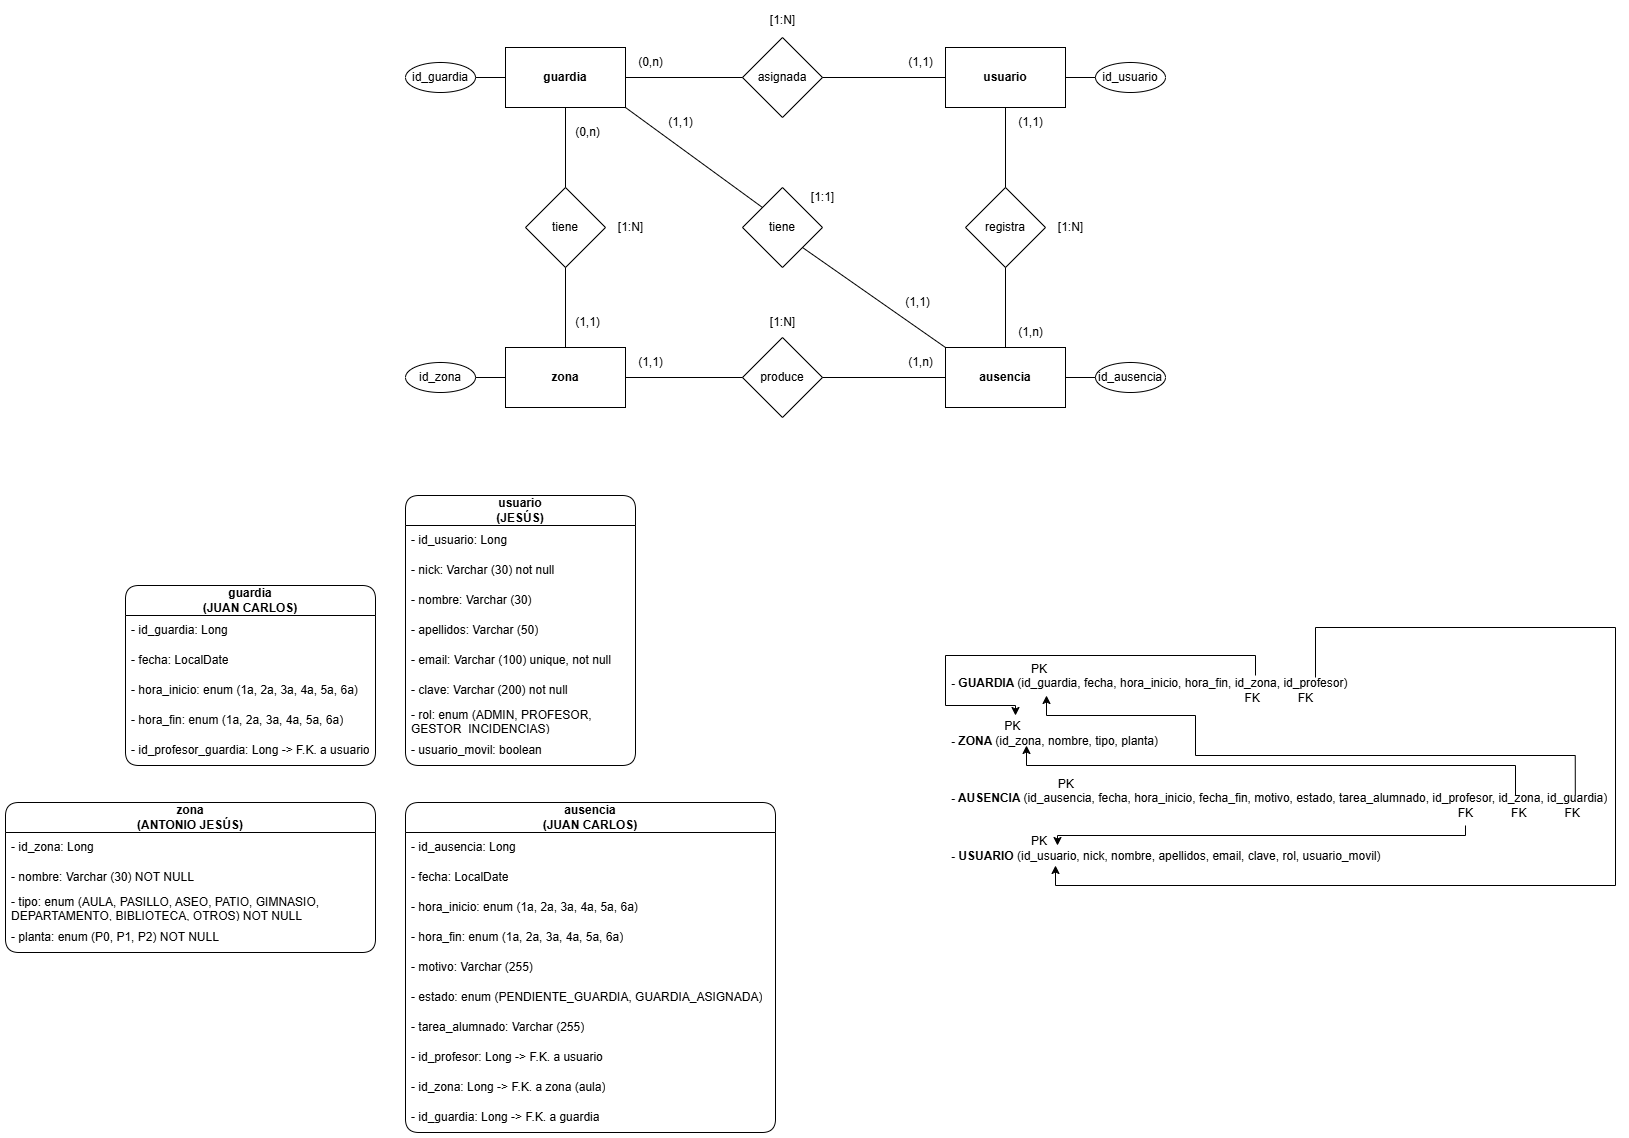 [1:N]
id_guardia
guardia
(0,n)
asignada
(1,1)
usuario
id_usuario
(0,n)
(1,1)
(1,1)
tiene
[1:N]
tiene
[1:1]
registra
[1:N]
(1,1)
(1,1)
(1,n)
[1:N]
id_zona
zona
(1,1)
produce
(1,n)
ausencia
id_ausencia
usuario
(JESÚS)
- id_usuario: Long
- nick: Varchar (30) not null
- nombre: Varchar (30)
- apellidos: Varchar (50)
- email: Varchar (100) unique, not null
- clave: Varchar (200) not null
- rol: enum (ADMIN, PROFESOR,
GESTOR_INCIDENCIAS)
- usuario_movil: boolean
guardia
(JUAN CARLOS)
- id_guardia: Long
- fecha: LocalDate
- hora_inicio: enum (1a, 2a, 3a, 4a, 5a, 6a)
- hora_fin: enum (1a, 2a, 3a, 4a, 5a, 6a)
- id_profesor_guardia: Long -> F.K. a usuario
zona
(ANTONIO JESÚS)
- id_zona: Long
- nombre: Varchar (30) NOT NULL
- tipo: enum (AULA, PASILLO, ASEO, PATIO, GIMNASIO,
DEPARTAMENTO, BIBLIOTECA, OTROS) NOT NULL
- planta: enum (P0, P1, P2) NOT NULL
ausencia
(JUAN CARLOS)
- id_ausencia: Long
- fecha: LocalDate
- hora_inicio: enum (1a, 2a, 3a, 4a, 5a, 6a)
- hora_fin: enum (1a, 2a, 3a, 4a, 5a, 6a)
- motivo: Varchar (255)
- estado: enum (PENDIENTE_GUARDIA, GUARDIA_ASIGNADA)
- tarea_alumnado: Varchar (255)
- id_profesor: Long -> F.K. a usuario
- id_zona: Long -> F.K. a zona (aula)
- id_guardia: Long -> F.K. a guardia
PK
- GUARDIA (id_guardia, fecha, hora_inicio, hora_fin, id_zona, id_profesor)
FK FK
PK
- ZONA (id_zona, nombre, tipo, planta)
PK
- AUSENCIA (id_ausencia, fecha, hora_inicio, fecha_fin, motivo, estado, tarea_alumnado, id_profesor, id_zona, id_guardia)
FK FK FK
PK
- USUARIO (id_usuario, nick, nombre, apellidos, email, clave, rol, usuario_movil)